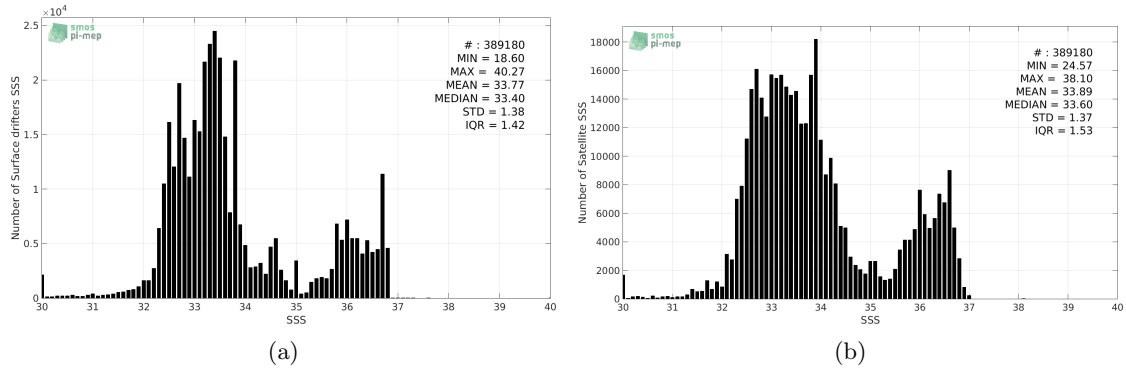 ×10⁴
smos
pi-mep
# : 389180
MIN = 18.60
MAX = 40.27
MEAN = 33.77
MEDIAN = 33.40
STD = 1.38
IQR = 1.42
Number of Surface drifters SSS
2.5
2
1.5
1
0.5
0
30 31 32 33 34 35 36 37 38 39 40
SSS
(a)
smos
pi-mep
# : 389180
MIN = 24.57
MAX = 38.10
MEAN = 33.89
MEDIAN = 33.60
STD = 1.37
IQR = 1.53
Number of Satellite SSS
18000
16000
14000
12000
10000
8000
6000
4000
2000
0
30 31 32 33 34 35 36 37 38 39 40
SSS
(b)